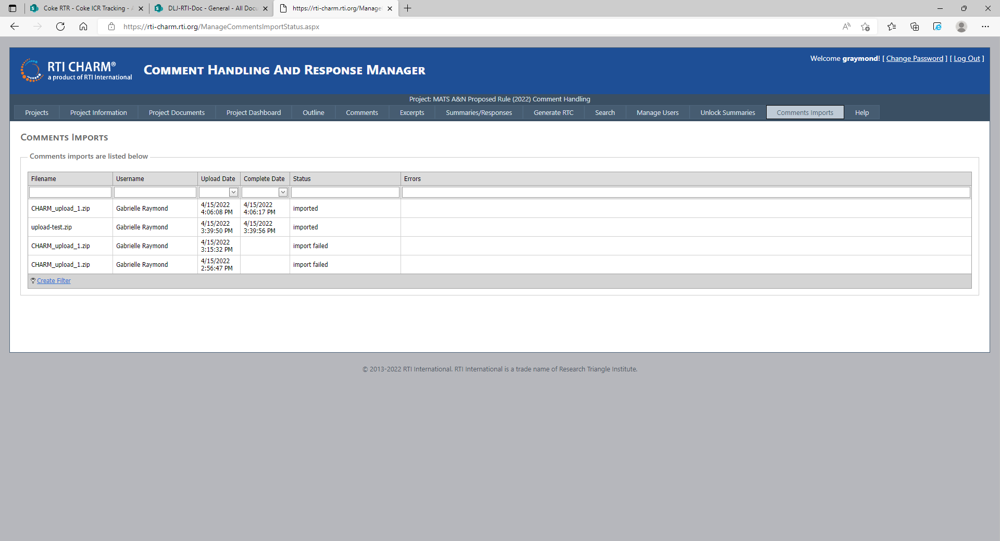 Coke RTR - Coke ICR Tracking - A
DLJ-RTI-Doc - General - All Docu
https://rti-charm.rti.org/Manage
https://rti-charm.rti.org/ManageCommentsImportStatus.aspx
RTI CHARM®
a product of RTI International
Comment Handling And Response Manager
Welcome graymond! [ Change Password ] [ Log Out ]
Project: MATS A&N Proposed Rule (2022) Comment Handling
Projects Project Information Project Documents Project Dashboard Outline Comments Excerpts Summaries/Responses Generate RTC Search Manage Users Unlock Summaries Comments Imports Help
Comments Imports
Comments imports are listed below
Filename Username Upload Date Complete Date Status Errors
CHARM_upload_1.zip Gabrielle Raymond 4/15/2022 4:06:08 PM 4/15/2022 4:06:17 PM imported
upload-test.zip Gabrielle Raymond 4/15/2022 3:39:50 PM 4/15/2022 3:39:56 PM imported
CHARM_upload_1.zip Gabrielle Raymond 4/15/2022 3:15:32 PM import failed
CHARM_upload_1.zip Gabrielle Raymond 4/15/2022 2:56:47 PM import failed
Create Filter
© 2013-2022 RTI International. RTI International is a trade name of Research Triangle Institute.